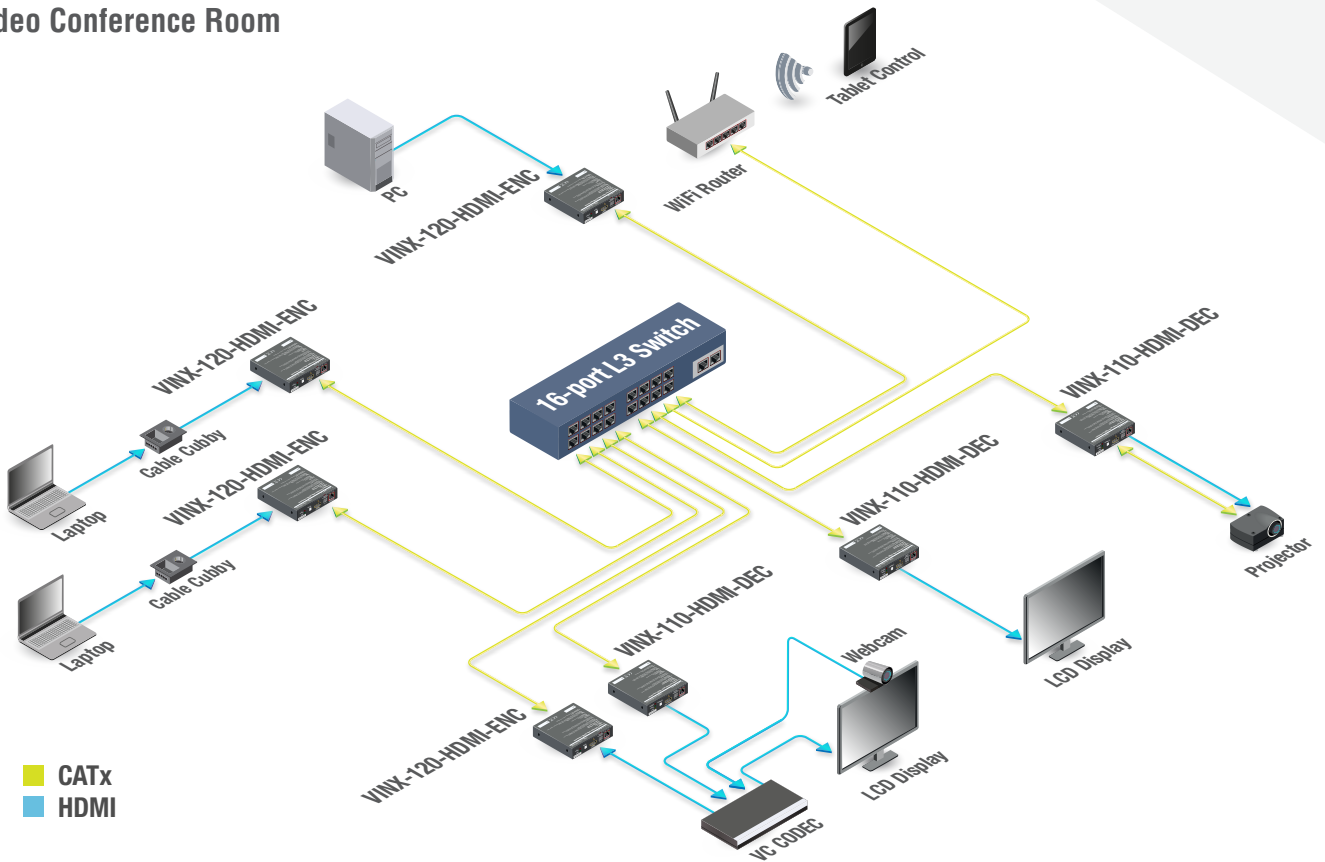 deo Conference Room
Tablet Control
WiFi Router
PC
VINX-120-HDMI-ENC
16-port L3 Switch
VINX-120-HDMI-ENC
Cable Cubby
Laptop
VINX-120-HDMI-ENC
Cable Cubby
Laptop
VINX-110-HDMI-DEC
Projector
VINX-110-HDMI-DEC
LCD Display
VINX-110-HDMI-DEC
Webcam
LCD Display
VINX-120-HDMI-ENC
VC CODEC
CATx
HDMI